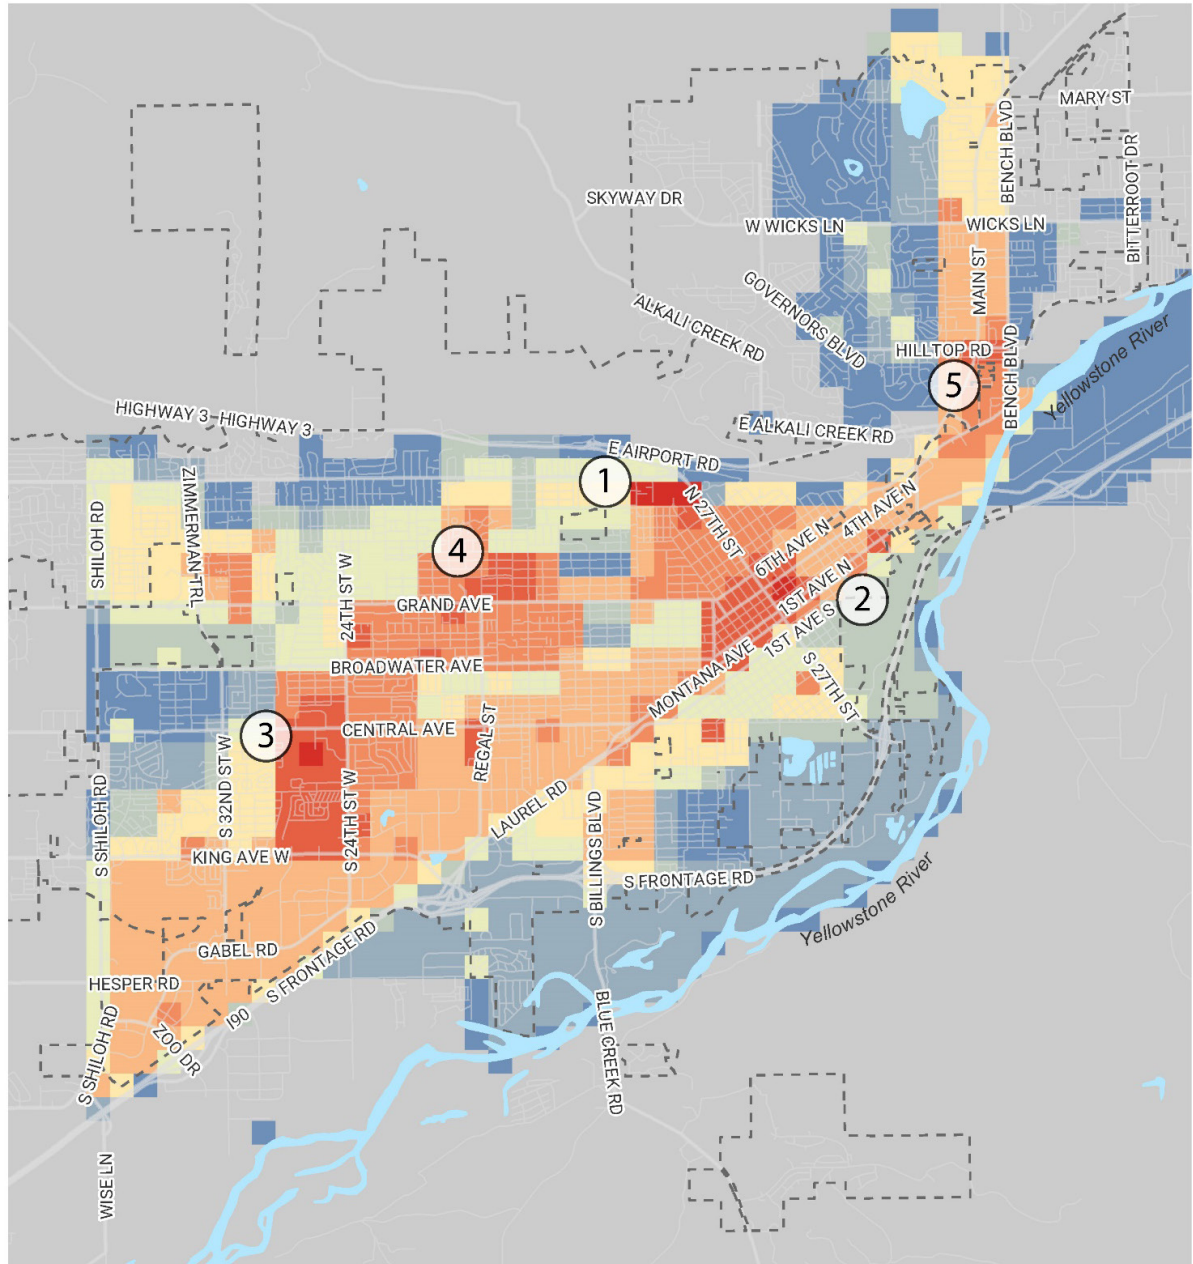 MARY ST
BENCH BLVD
BITTERROOT DR
SKYWAY DR
W WICKS LN
WICKS LN
MAIN ST
GOVERNORS BLVD
ALKALI CREEK RD
HILLTOP RD
BENCH BLVD
Yellowstone River
5
HIGHWAY 3
HIGHWAY 3
E ALKALI CREEK RD
E AIRPORT RD
1
ZIMMERMAN TRL
SHILOH RD
N 27TH ST
4TH AVE N
6TH AVE N
4
24TH ST W
1ST AVE N
2
GRAND AVE
1ST AVE S
BROADWATER AVE
MONTANA AVE
S 27TH ST
3
CENTRAL AVE
REGAL ST
S 32ND ST W
S SHILOH RD
S 24TH ST W
LAUREL RD
S BILLINGS BLVD
KING AVE W
S FRONTAGE RD
Yellowstone River
GABEL RD
S FRONTAGE RD
HESPER RD
I90
ZOO DR
S SHILOH RD
BLUE CREEK RD
WISE LN